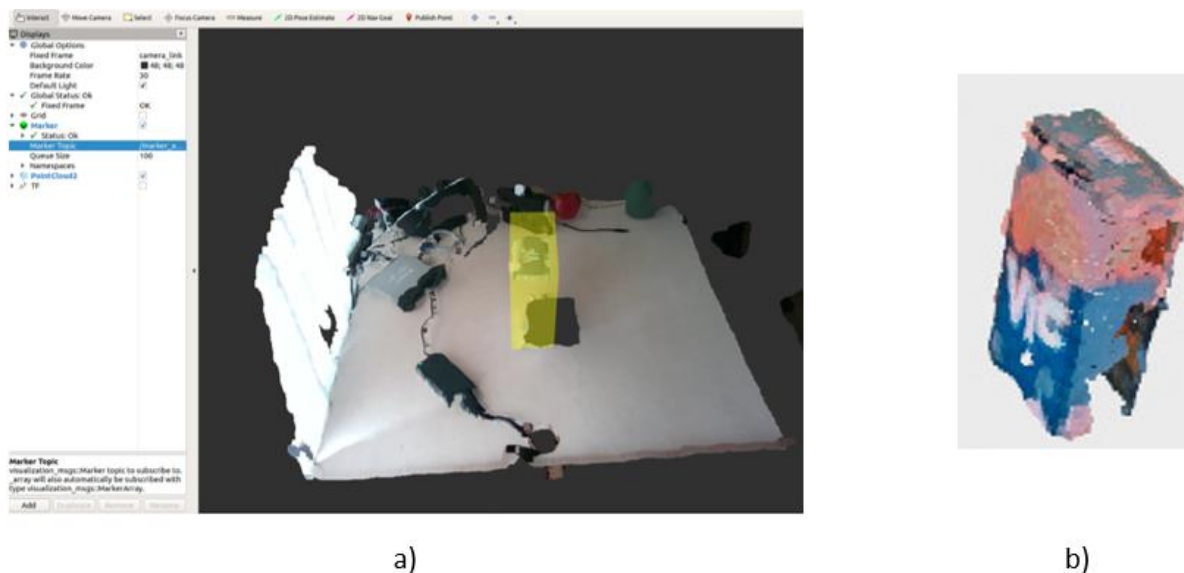 Interact Move Camera Select Focus Camera Measure 2D Pose Estimate 2D Nav Goal Publish Point
Displays
Global Options
Fixed Frame camera_link
Background Color 48; 48; 48
Frame Rate 30
Default Light
Global Status: Ok
Fixed Frame OK
Grid
Marker
Status: Ok
Marker Topic /marker_a...
Queue Size 100
Namespaces
PointCloud2
TF
Marker Topic
visualization_msgs::Marker topic to subscribe to.
_array will also automatically be subscribed with
type visualization_msgs::MarkerArray.
Add Duplicate Remove Rename
a)
b)